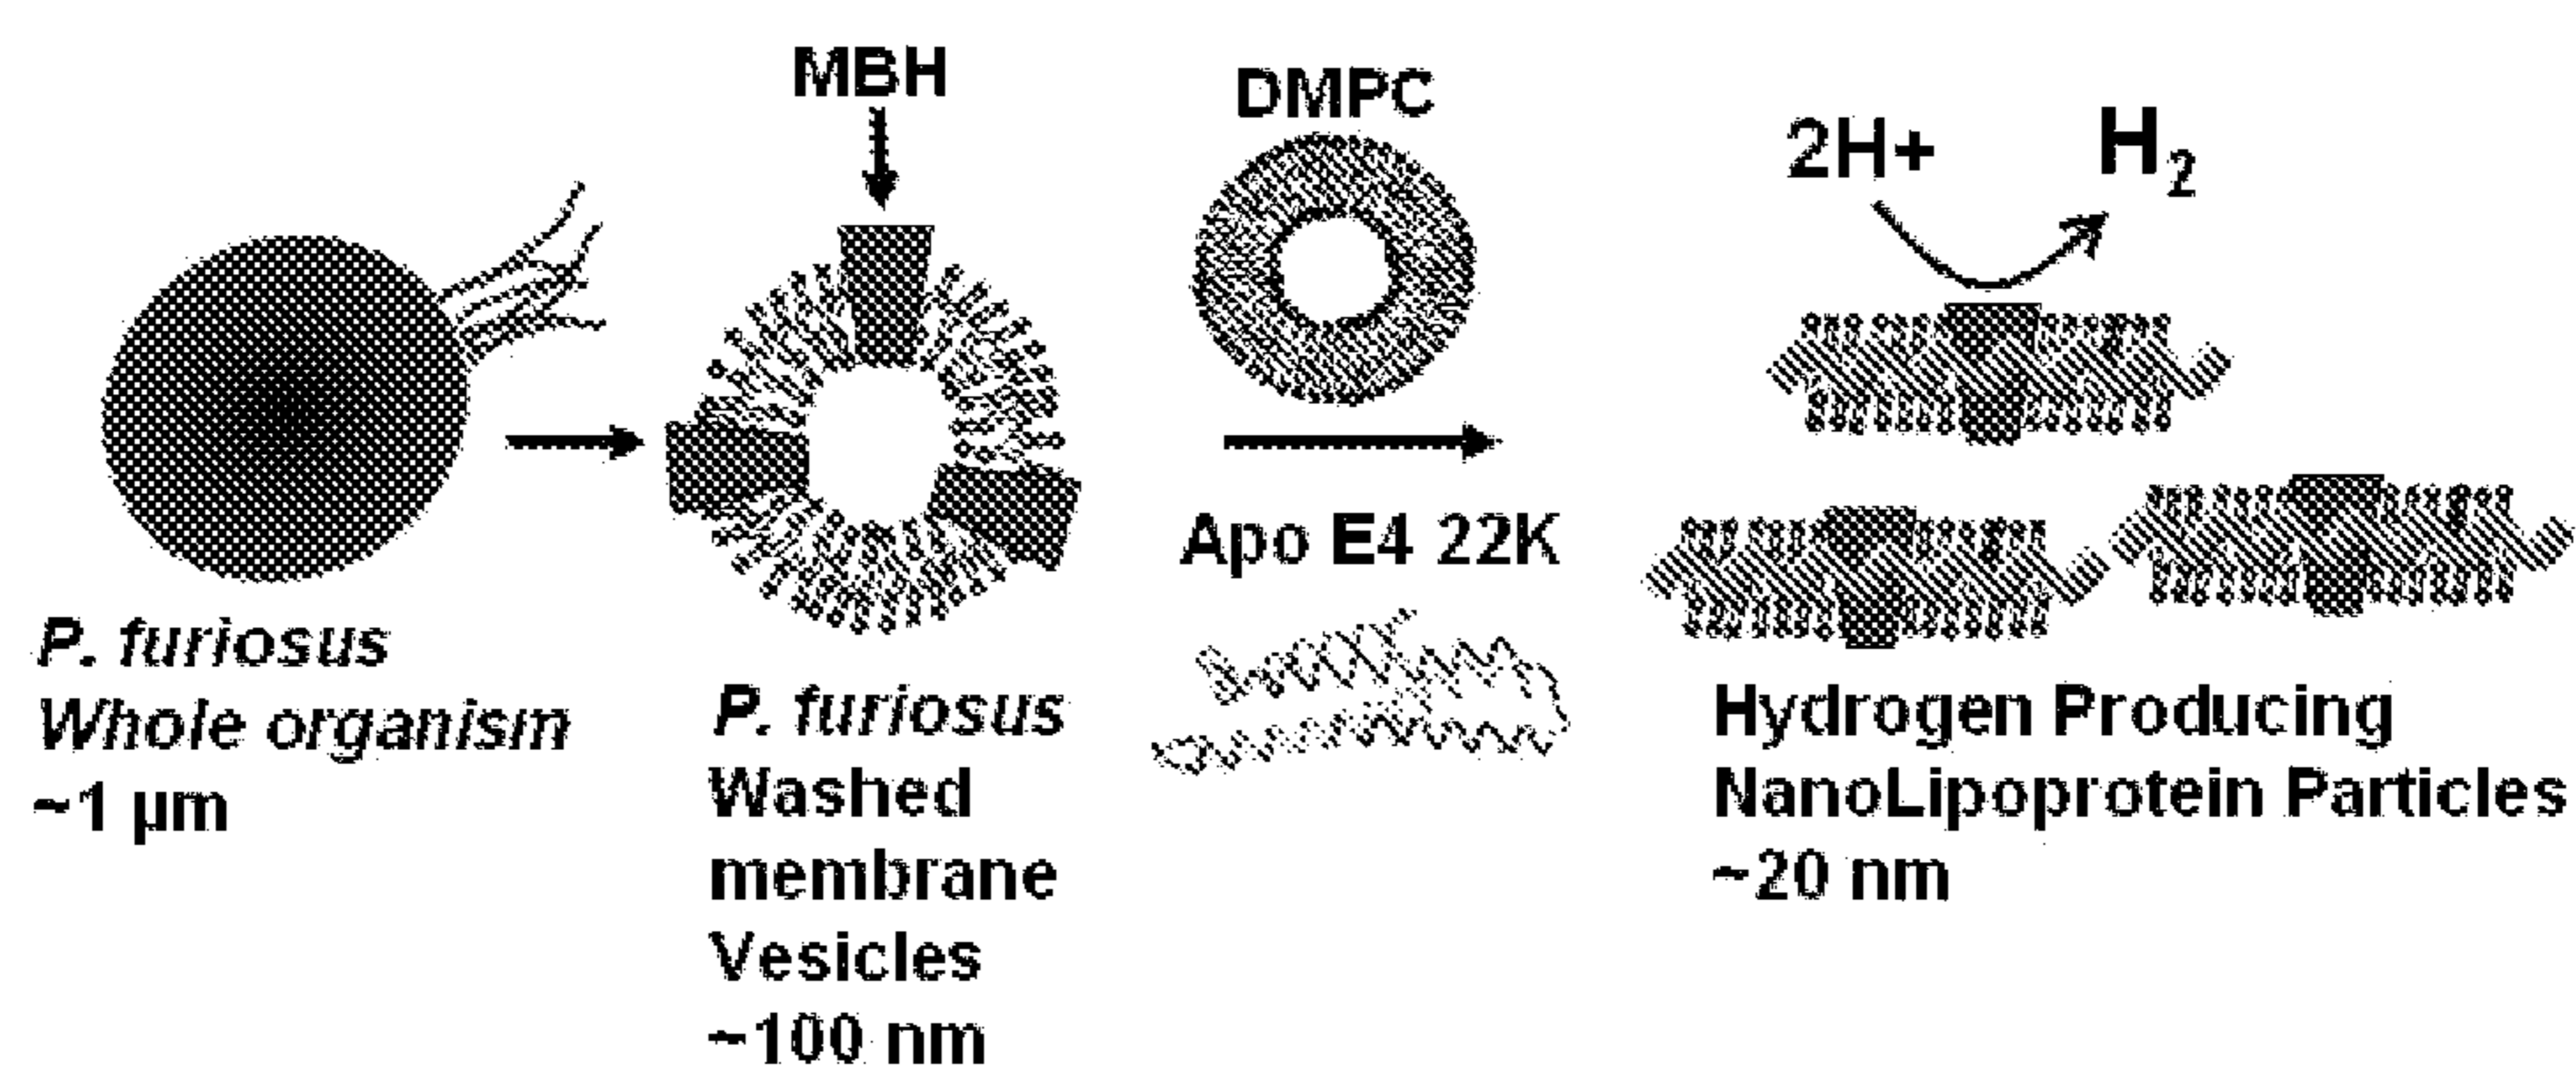 MBH
DMPC
2H+
H2
Apo E4 22K
P. furiosus
Whole organism
~1 µm
P. furiosus
Washed
membrane
Vesicles
~100 nm
Hydrogen Producing
NanoLipoprotein Particles
~20 nm